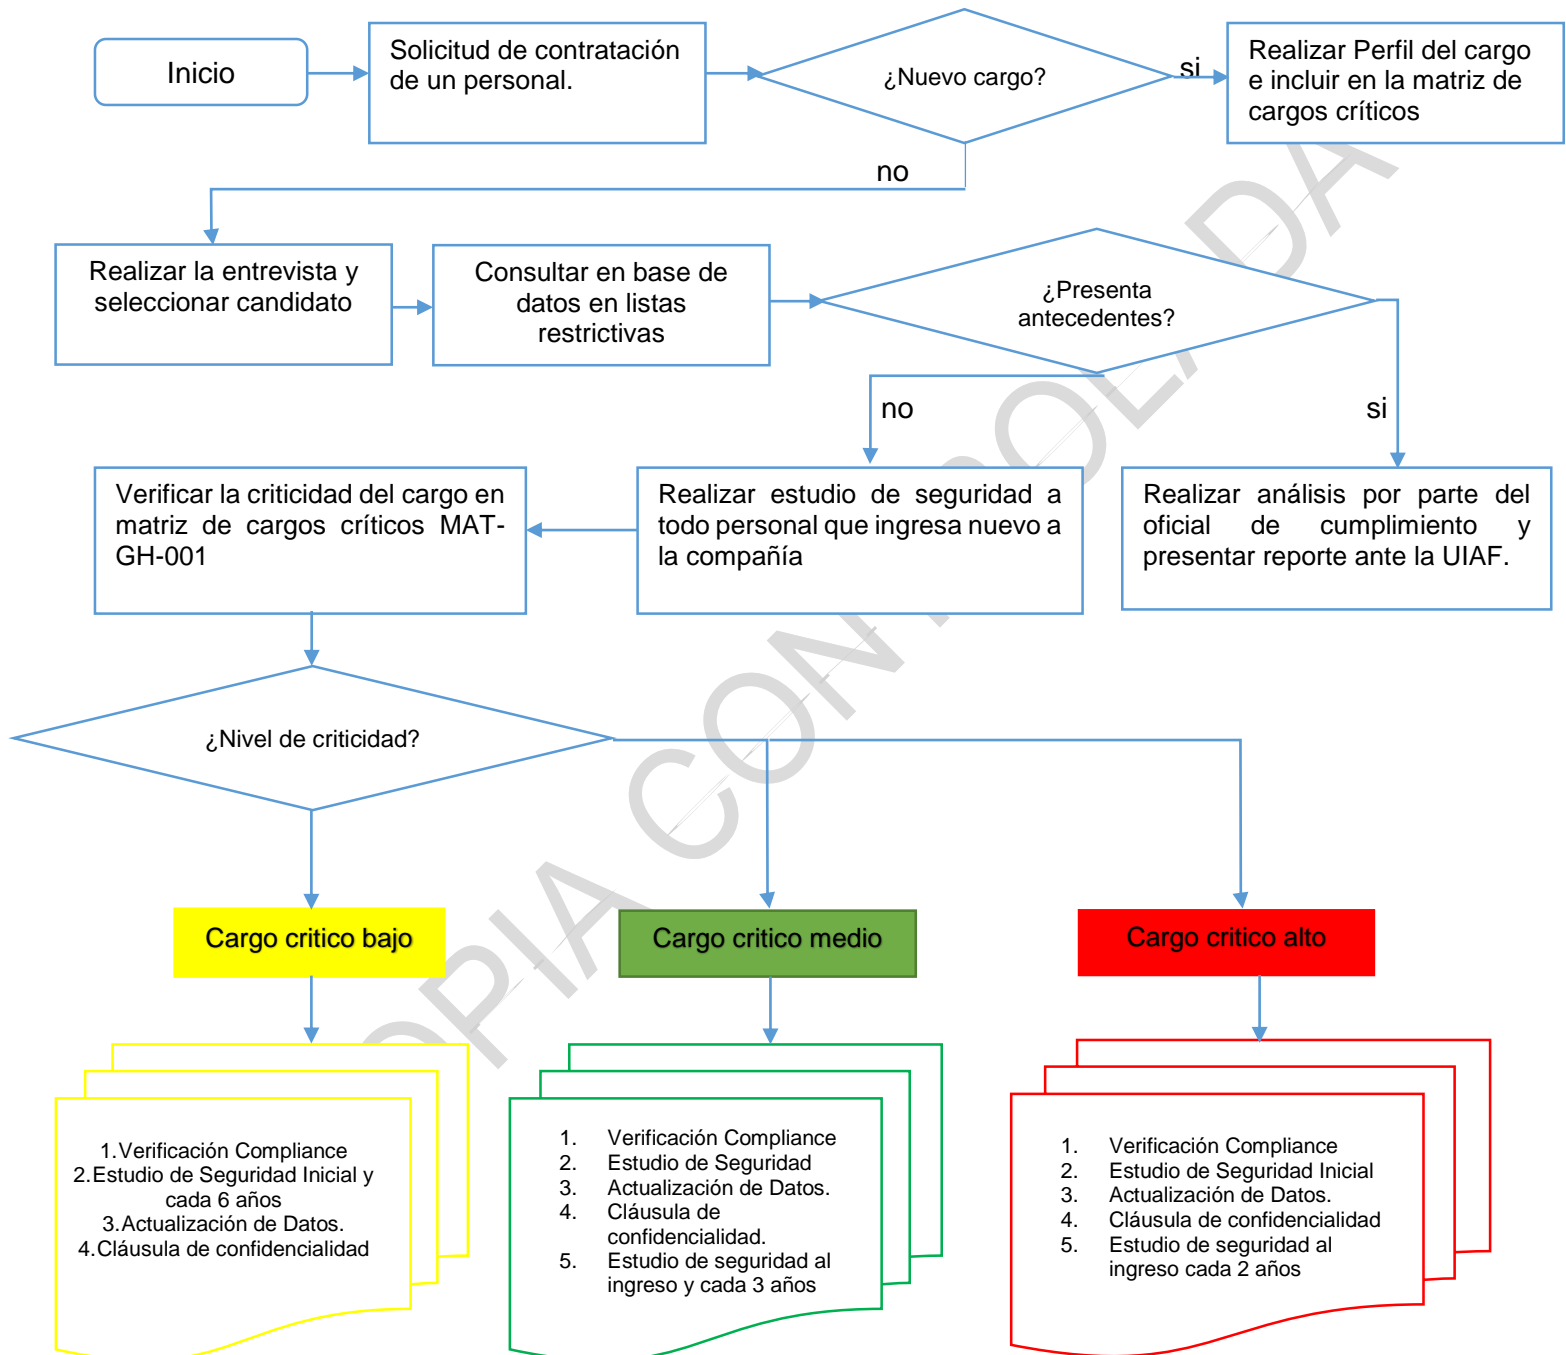 Inicio
Solicitud de contratación
de un personal.
¿Nuevo cargo?
si
Realizar Perfil del cargo
e incluir en la matriz de
cargos críticos
no
Realizar la entrevista y
seleccionar candidato
Consultar en base de
datos en listas
restrictivas
¿Presenta
antecedentes?
no
si
Verificar la criticidad del cargo en
matriz de cargos críticos MAT-
GH-001
Realizar estudio de seguridad a
todo personal que ingresa nuevo a
la compañía
Realizar análisis por parte del
oficial de cumplimiento y
presentar reporte ante la UIAF.
¿Nivel de criticidad?
Cargo critico bajo
Cargo critico medio
Cargo critico alto
1.Verificación Compliance
2.Estudio de Seguridad Inicial y
cada 6 años
3.Actualización de Datos.
4.Cláusula de confidencialidad
1. Verificación Compliance
2. Estudio de Seguridad
3. Actualización de Datos.
4. Cláusula de
confidencialidad.
5. Estudio de seguridad al
ingreso y cada 3 años
1. Verificación Compliance
2. Estudio de Seguridad Inicial
3. Actualización de Datos.
4. Cláusula de confidencialidad
5. Estudio de seguridad al
ingreso cada 2 años
COPIA CONTROLADA